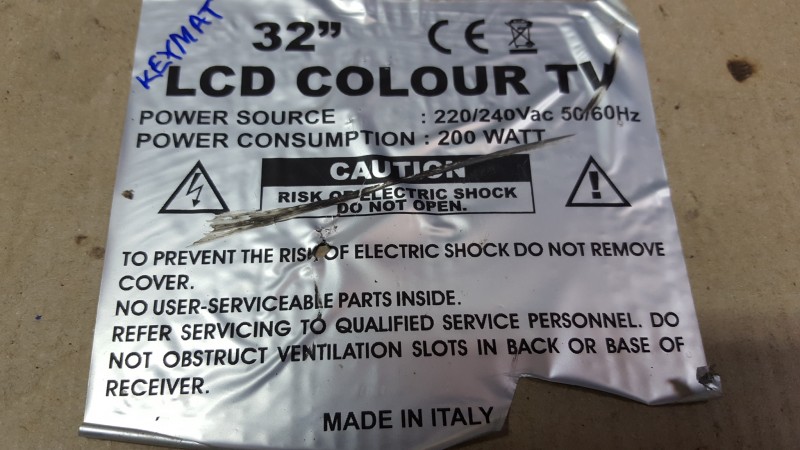 KEYMAT
32”
CE
LCD COLOUR TV
POWER SOURCE : 220/240Vac 50/60Hz
POWER CONSUMPTION : 200 WATT
CAUTION
RISK OF ELECTRIC SHOCK
DO NOT OPEN.
TO PREVENT THE RISK OF ELECTRIC SHOCK DO NOT REMOVE
COVER.
NO USER-SERVICEABLE PARTS INSIDE.
REFER SERVICING TO QUALIFIED SERVICE PERSONNEL. DO
NOT OBSTRUCT VENTILATION SLOTS IN BACK OR BASE OF
RECEIVER.
MADE IN ITALY